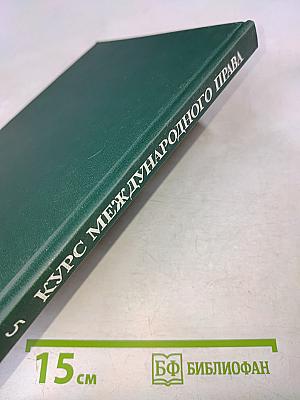 5 КУРС МЕЖДУНАРОДНОГО ПРАВА
15 см
БФ БИБЛИОФАН